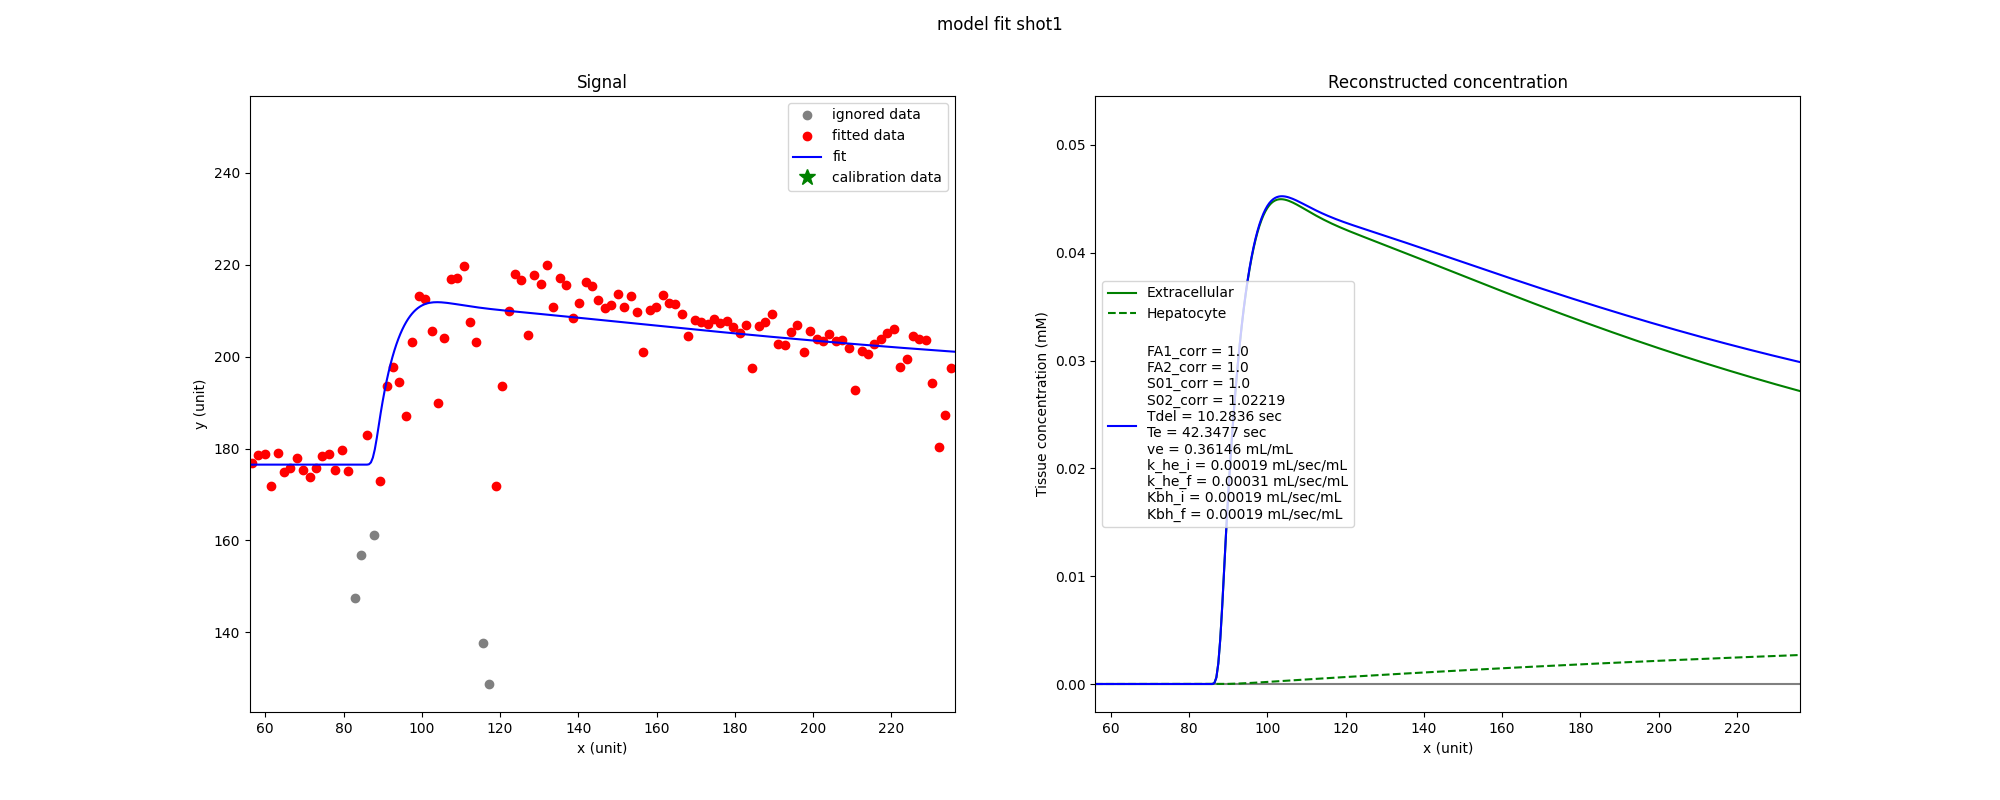 model fit shot1
Signal
240
220
200
180
160
140
y (unit)
ignored data
fitted data
fit
calibration data
60 80 100 120 140 160 180 200 220
x (unit)
Reconstructed concentration
0.05
0.04
0.03
0.02
0.01
0.00
Tissue concentration (mM)
Extracellular
Hepatocyte
FA1_corr = 1.0
FA2_corr = 1.0
S01_corr = 1.0
S02_corr = 1.02219
Tdel = 10.2836 sec
Te = 42.3477 sec
ve = 0.36146 mL/mL
k_he_i = 0.00019 mL/sec/mL
k_he_f = 0.00031 mL/sec/mL
Kbh_i = 0.00019 mL/sec/mL
Kbh_f = 0.00019 mL/sec/mL
60 80 100 120 140 160 180 200 220
x (unit)